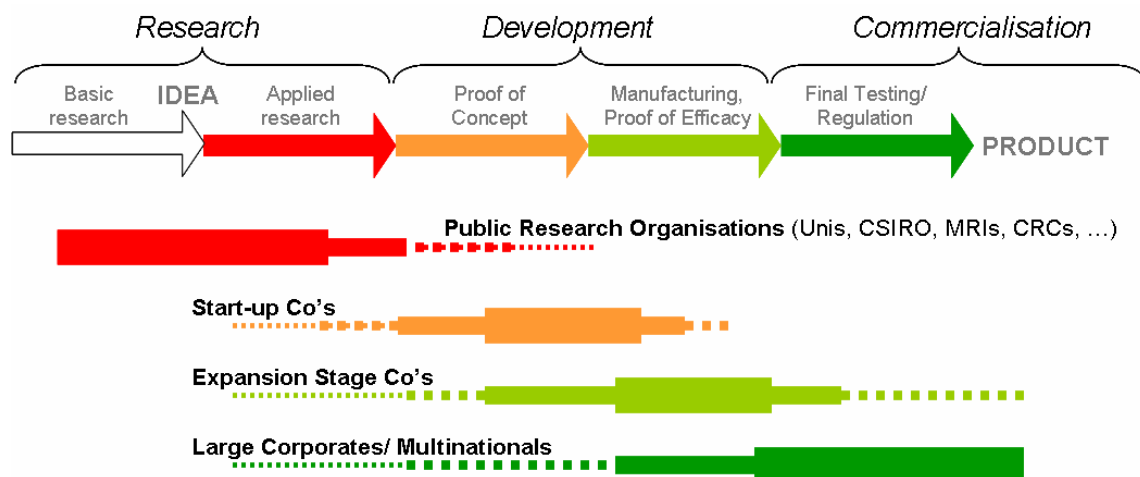 Research Development Commercialisation
Basic IDEA Applied Proof of Manufacturing, Final Testing/
research research Concept Proof of Efficacy Regulation
PRODUCT
Public Research Organisations (Unis, CSIRO, MRIs, CRCs, …)
Start-up Co's
Expansion Stage Co's
Large Corporates/ Multinationals